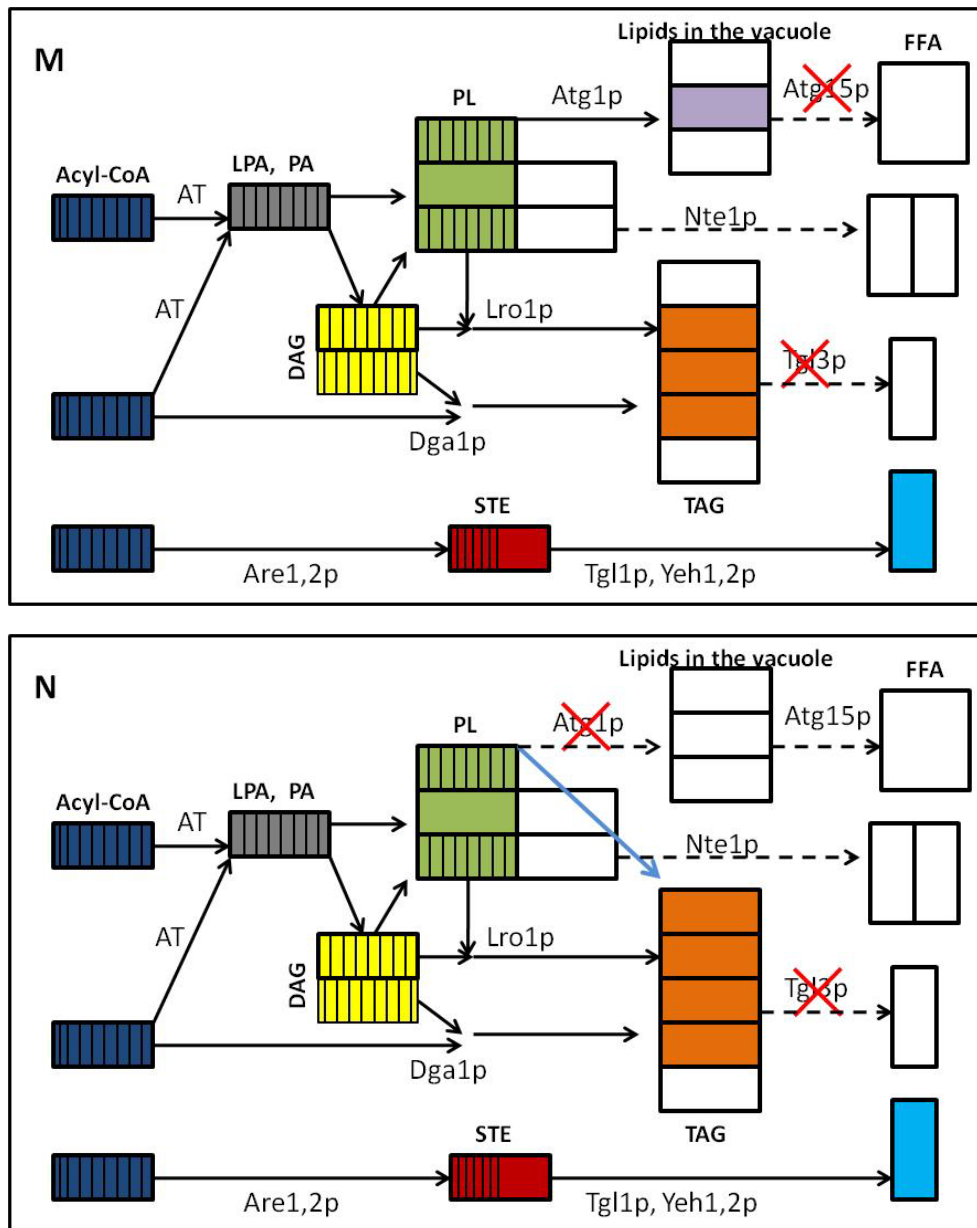 M
Lipids in the vacuole
FFA
PL
Atg1p
Atg15p
Acyl-CoA
AT
LPA, PA
Nte1p
AT
DAG
Lro1p
Tgl3p
Dga1p
STE
TAG
Are1,2p
Tgl1p, Yeh1,2p
N
Lipids in the vacuole
FFA
PL
Atg1p
Atg15p
Acyl-CoA
AT
LPA, PA
Nte1p
AT
DAG
Lro1p
Tgl3p
Dga1p
STE
TAG
Are1,2p
Tgl1p, Yeh1,2p